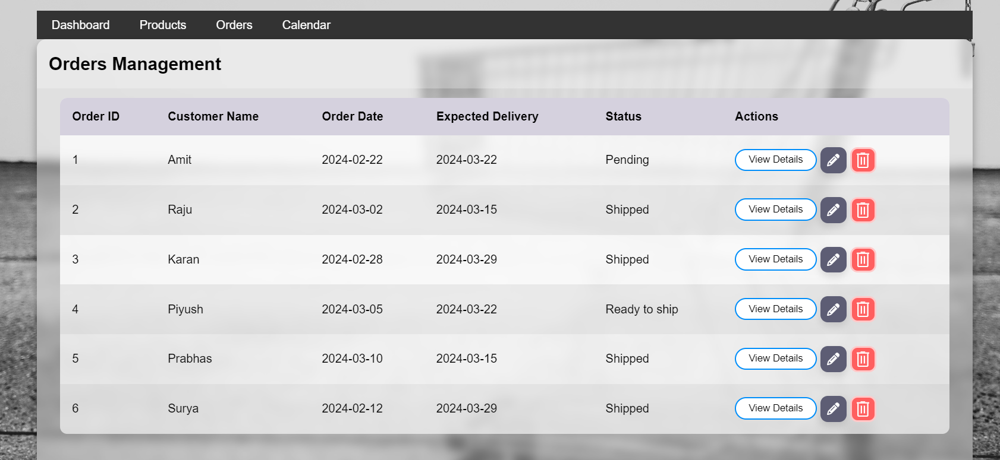 Dashboard Products Orders Calendar
Orders Management
Order ID Customer Name Order Date Expected Delivery Status Actions
1 Amit 2024-02-22 2024-03-22 Pending View Details
2 Raju 2024-03-02 2024-03-15 Shipped View Details
3 Karan 2024-02-28 2024-03-29 Shipped View Details
4 Piyush 2024-03-05 2024-03-22 Ready to ship View Details
5 Prabhas 2024-03-10 2024-03-15 Shipped View Details
6 Surya 2024-02-12 2024-03-29 Shipped View Details